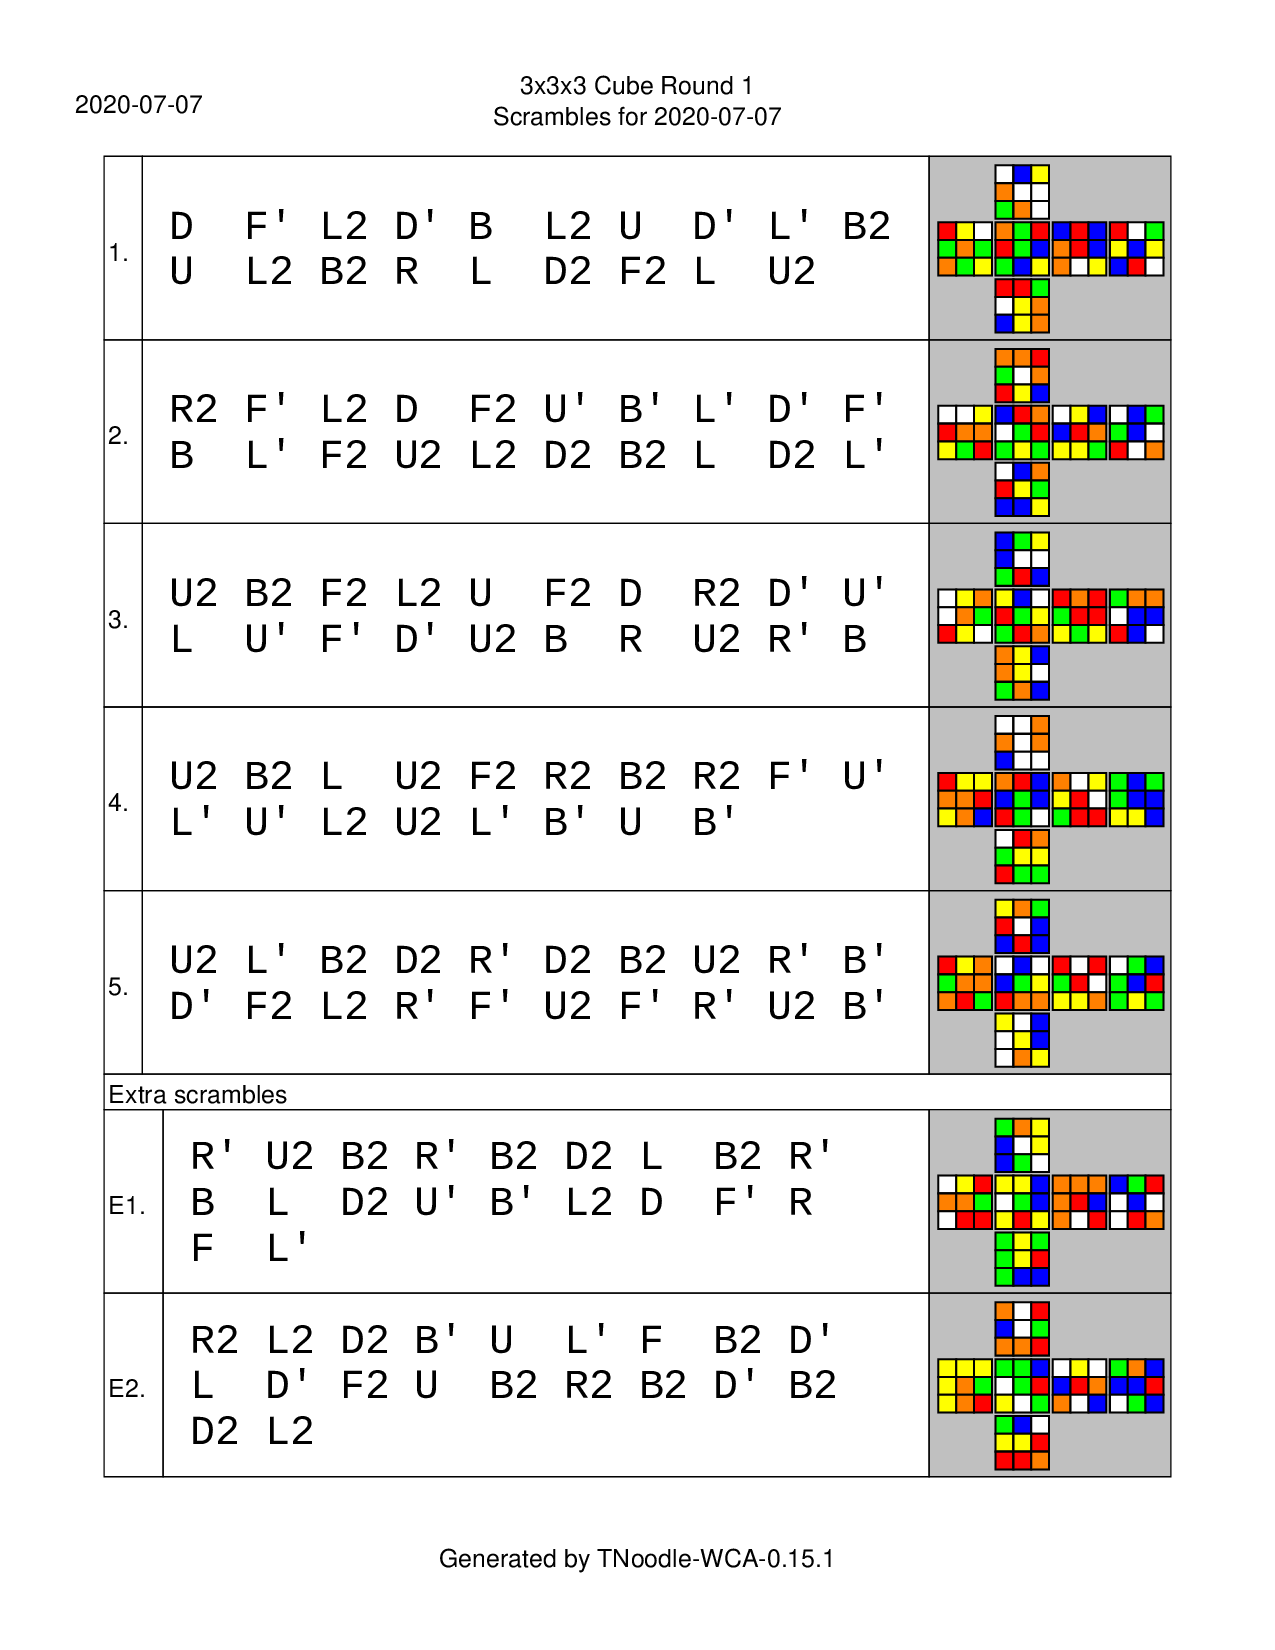 2020-07-07
3x3x3 Cube Round 1
Scrambles for 2020-07-07
1.
D F' L2 D' B L2 U D' L' B2
U L2 B2 R L D2 F2 L U2
2.
R2 F' L2 D F2 U' B' L' D' F'
B L' F2 U2 L2 D2 B2 L D2 L'
3.
U2 B2 F2 L2 U F2 D R2 D' U'
L U' F' D' U2 B R U2 R' B
4.
U2 B2 L U2 F2 R2 B2 R2 F' U'
L' U' L2 U2 L' B' U B'
5.
U2 L' B2 D2 R' D2 B2 U2 R' B'
D' F2 L2 R' F' U2 F' R' U2 B'
Extra scrambles
E1.
R' U2 B2 R' B2 D2 L B2 R'
B L D2 U' B' L2 D F' R
F L'
E2.
R2 L2 D2 B' U L' F B2 D'
L D' F2 U B2 R2 B2 D' B2
D2 L2
Generated by TNoodle-WCA-0.15.1